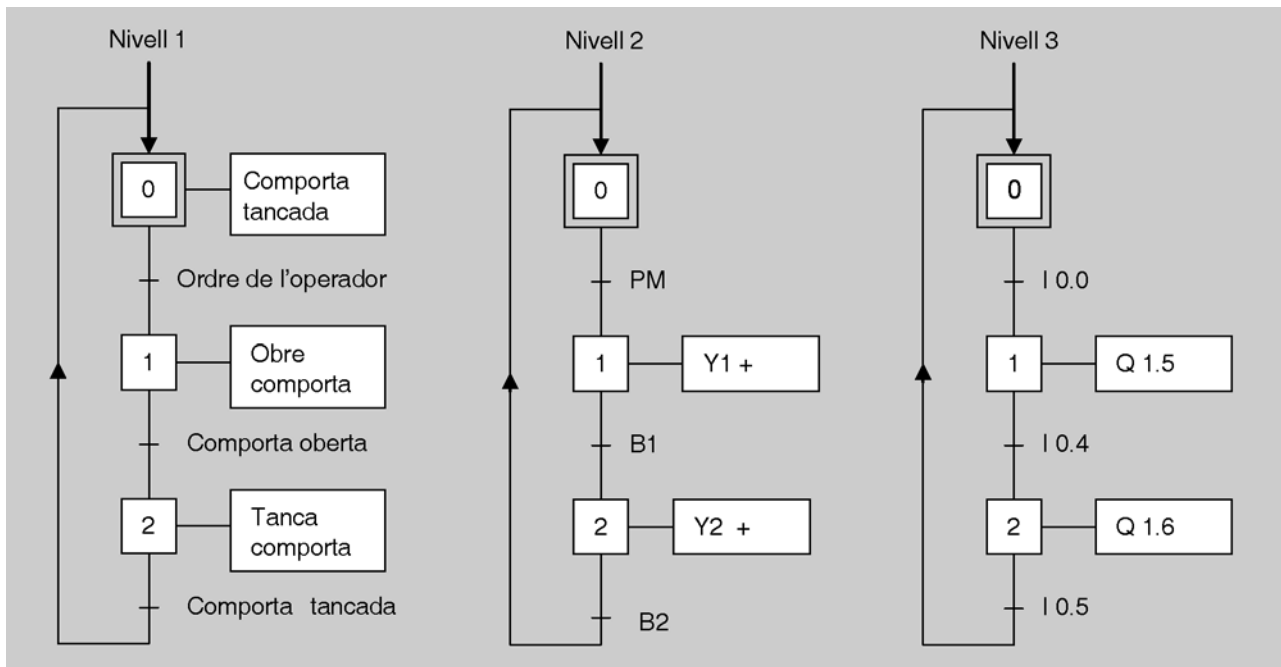 Nivell 1
0
Comporta
tancada
Ordre de l'operador
1
Obre
comporta
Comporta oberta
2
Tanca
comporta
Comporta tancada
Nivell 2
0
PM
1
Y1 +
B1
2
Y2 +
B2
Nivell 3
0
I 0.0
1
Q 1.5
I 0.4
2
Q 1.6
I 0.5